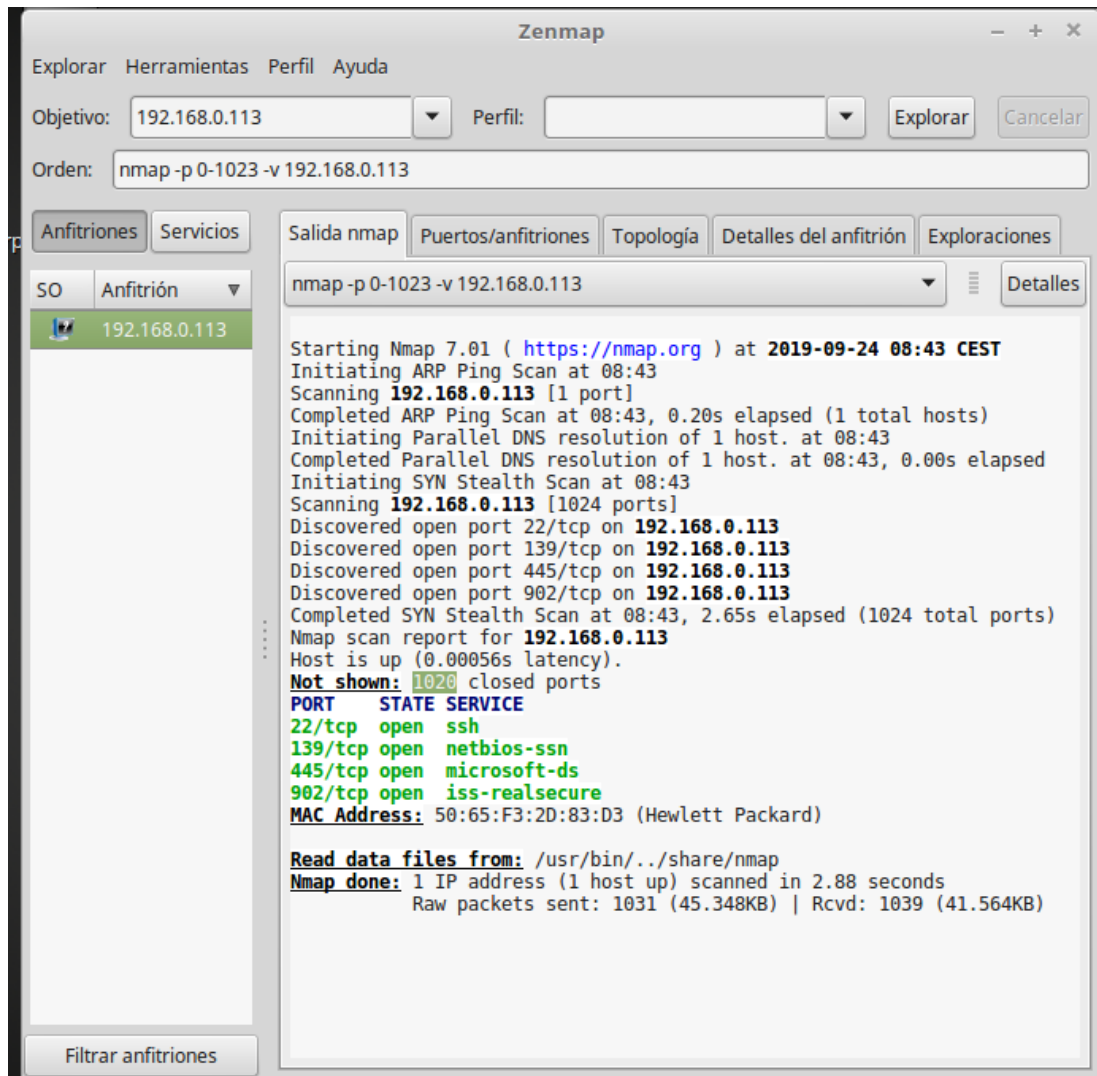 Zenmap
Explorar Herramientas Perfil Ayuda
Objetivo: 192.168.0.113 Perfil: Explorar Cancelar
Orden: nmap -p 0-1023 -v 192.168.0.113
Anfitriones Servicios
SO Anfitrión
192.168.0.113
Filtrar anfitriones
Salida nmap Puertos/anfitriones Topología Detalles del anfitrión Exploraciones
nmap -p 0-1023 -v 192.168.0.113 Detalles
Starting Nmap 7.01 ( https://nmap.org ) at 2019-09-24 08:43 CEST
Initiating ARP Ping Scan at 08:43
Scanning 192.168.0.113 [1 port]
Completed ARP Ping Scan at 08:43, 0.20s elapsed (1 total hosts)
Initiating Parallel DNS resolution of 1 host. at 08:43
Completed Parallel DNS resolution of 1 host. at 08:43, 0.00s elapsed
Initiating SYN Stealth Scan at 08:43
Scanning 192.168.0.113 [1024 ports]
Discovered open port 22/tcp on 192.168.0.113
Discovered open port 139/tcp on 192.168.0.113
Discovered open port 445/tcp on 192.168.0.113
Discovered open port 902/tcp on 192.168.0.113
Completed SYN Stealth Scan at 08:43, 2.65s elapsed (1024 total ports)
Nmap scan report for 192.168.0.113
Host is up (0.00056s latency).
Not shown: 1020 closed ports
PORT STATE SERVICE
22/tcp open ssh
139/tcp open netbios-ssn
445/tcp open microsoft-ds
902/tcp open iss-realsecure
MAC Address: 50:65:F3:2D:83:D3 (Hewlett Packard)
Read data files from: /usr/bin/../share/nmap
Nmap done: 1 IP address (1 host up) scanned in 2.88 seconds
Raw packets sent: 1031 (45.348KB) | Rcvd: 1039 (41.564KB)